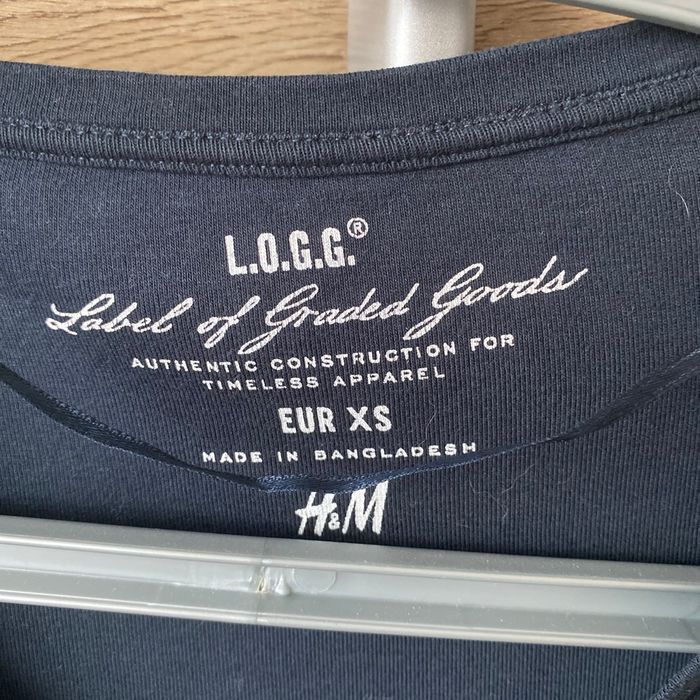 L.O.G.G.®
Label of Graded Goods
AUTHENTIC CONSTRUCTION FOR
TIMELESS APPAREL
EUR XS
MADE IN BANGLADESH
H&M